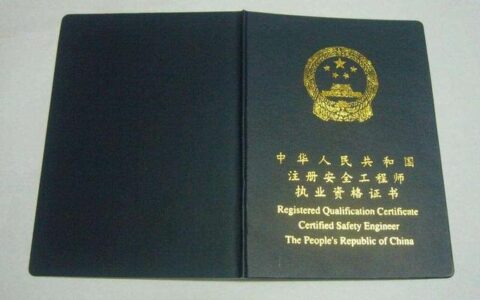 中华人民共和国
注册安全工程师
执业资格证书
Registered Qualification Certificate
Certified Safety Engineer
The People's Republic of China